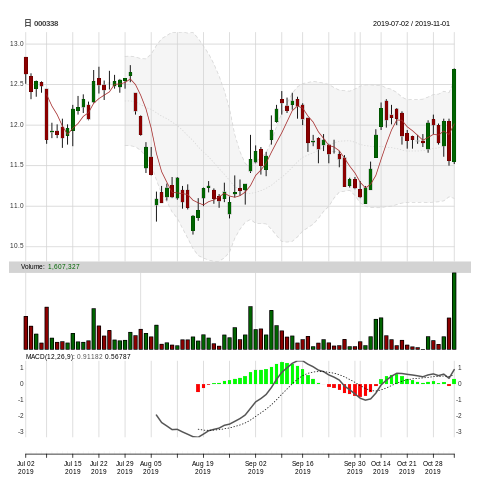 日 000338
2019-07-02 / 2019-11-01
13.0
12.5
12.0
11.5
11.0
10.5
Volume: 1,607,327
MACD(12,26,9): 0.91182 0.56787
1 1
0 0
-1 -1
-2 -2
-3 -3
Jul 02 Jul 15 Jul 22 Jul 29 Aug 05 Aug 19 Sep 02 Sep 16 Sep 30 Oct 14 Oct 21 Oct 28
2019 2019 2019 2019 2019 2019 2019 2019 2019 2019 2019 2019